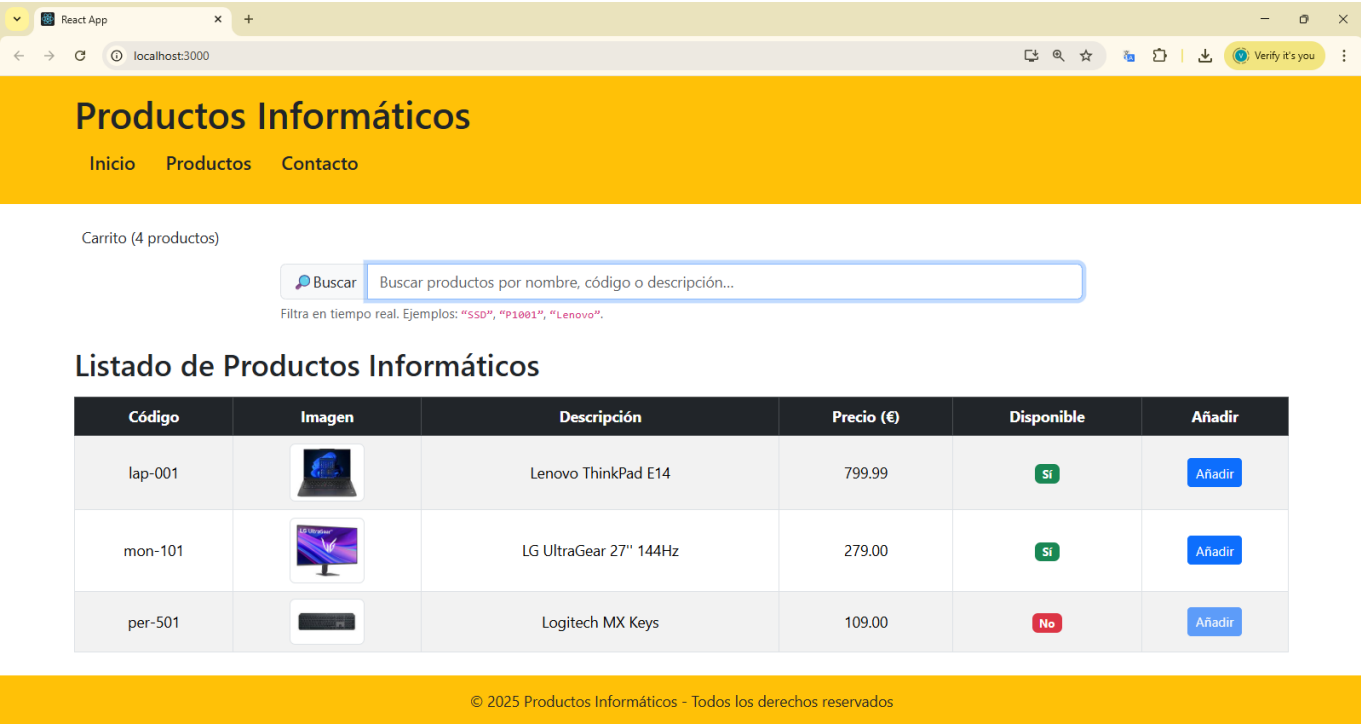 React App
localhost:3000
Verify it's you
Productos Informáticos
Inicio Productos Contacto
Carrito (4 productos)
🔎Buscar Buscar productos por nombre, código o descripción...
Filtra en tiempo real. Ejemplos: “SSD”, “P1001”, “Lenovo”.
Listado de Productos Informáticos
Código Imagen Descripción Precio (€) Disponible Añadir
lap-001 Lenovo ThinkPad E14 799.99 Sí Añadir
LG UltraGear
mon-101 LG UltraGear 27'' 144Hz 279.00 Sí Añadir
per-501 Logitech MX Keys 109.00 No Añadir
© 2025 Productos Informáticos - Todos los derechos reservados